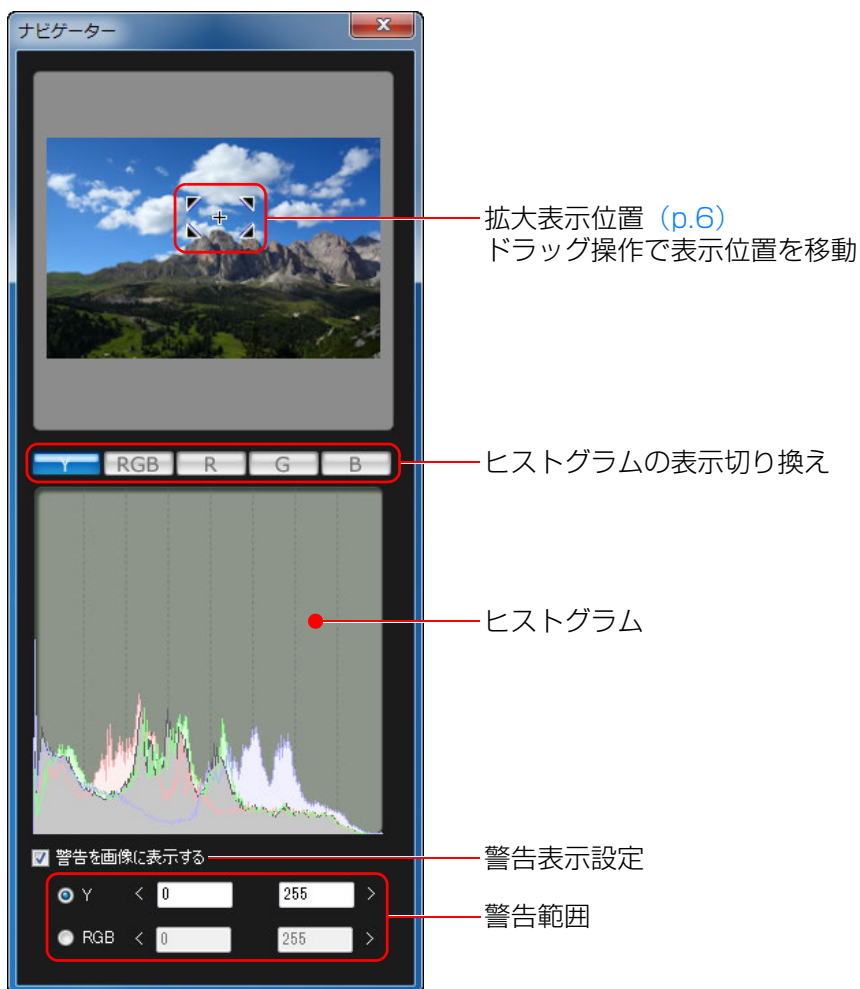 ナビゲーター
拡大表示位置（p.6）
ドラッグ操作で表示位置を移動
Y RGB R G B
ヒストグラムの表示切り換え
ヒストグラム
警告を画像に表示する
警告表示設定
Y < 0 255 >
RGB < 0 255 >
警告範囲